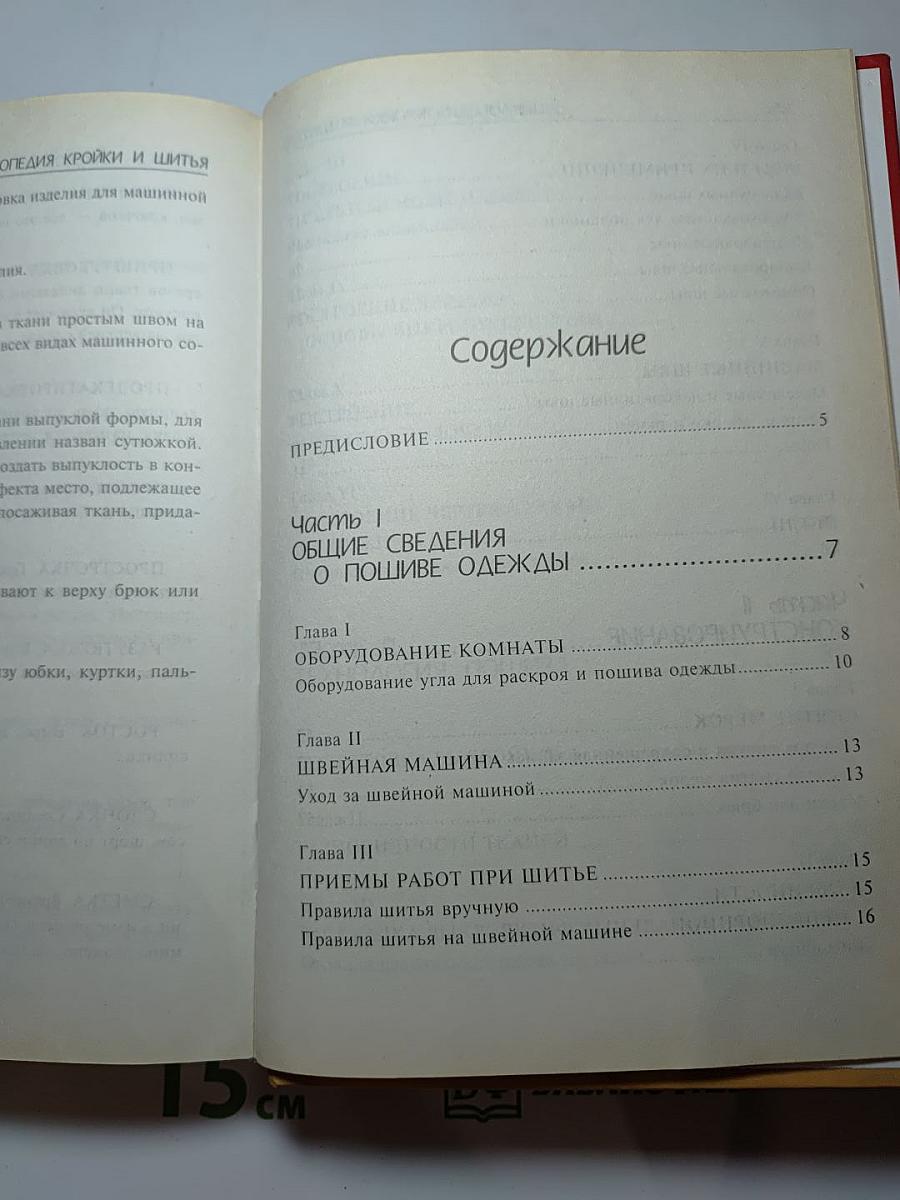 ОПЕДИЯ КРОЙКИ И ШИТЬЯ
овка изделия для машинной
лия.
ткани простым швом на
всех видах машинного со-
ни выпуклой формы, для
влении назван сутюжкой.
оздать выпуклость в кон-
фекта место, подлежащее
посаживая ткань, прида-
вают к верху брюк или
зу юбки, куртки, паль-
Содержание
ПРЕДИСЛОВИЕ ........ 5
Часть I
ОБЩИЕ СВЕДЕНИЯ
О ПОШИВЕ ОДЕЖДЫ ........ 7
Глава I
ОБОРУДОВАНИЕ КОМНАТЫ ........ 8
Оборудование угла для раскроя и пошива одежды ........ 10
Глава II
ШВЕЙНАЯ МАШИНА ........ 13
Уход за швейной машиной ........ 13
Глава III
ПРИЕМЫ РАБОТ ПРИ ШИТЬЕ ........ 15
Правила шитья вручную ........ 15
Правила шитья на швейной машине ........ 16
15 см